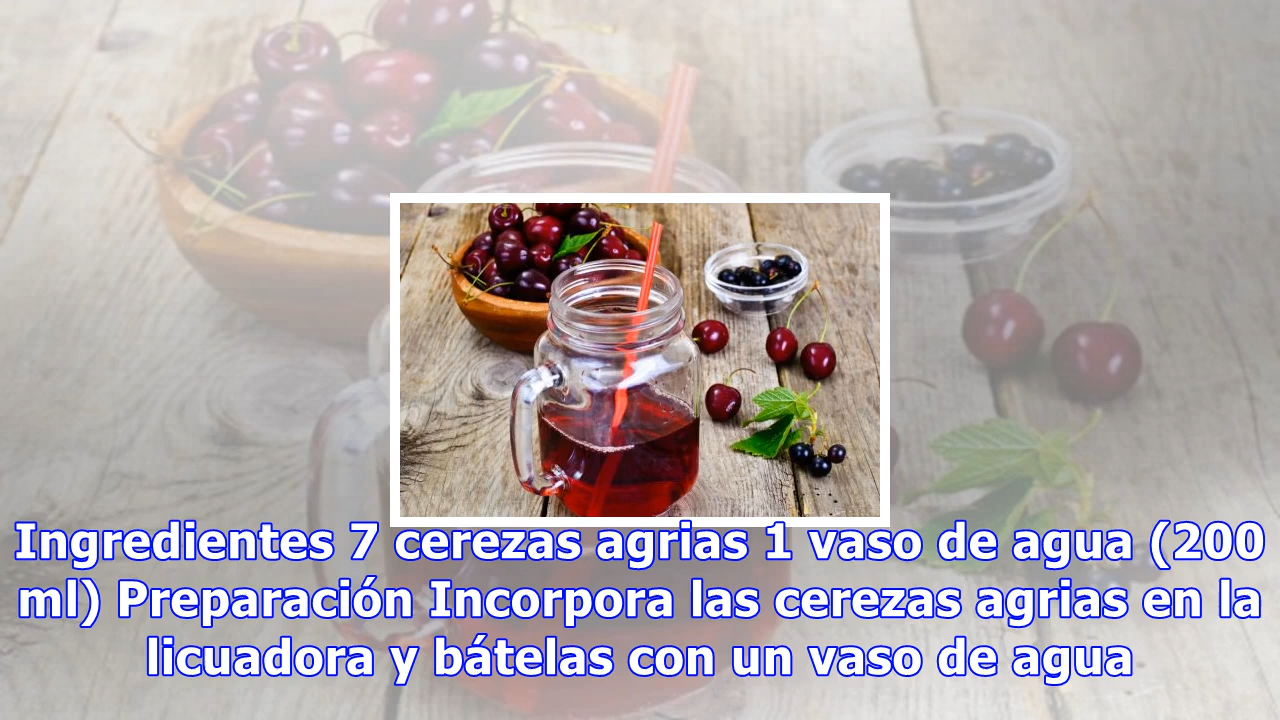 Ingredientes 7 cerezas agrias 1 vaso de agua (200
ml) Preparación Incorpora las cerezas agrias en la
licuadora y bátelas con un vaso de agua